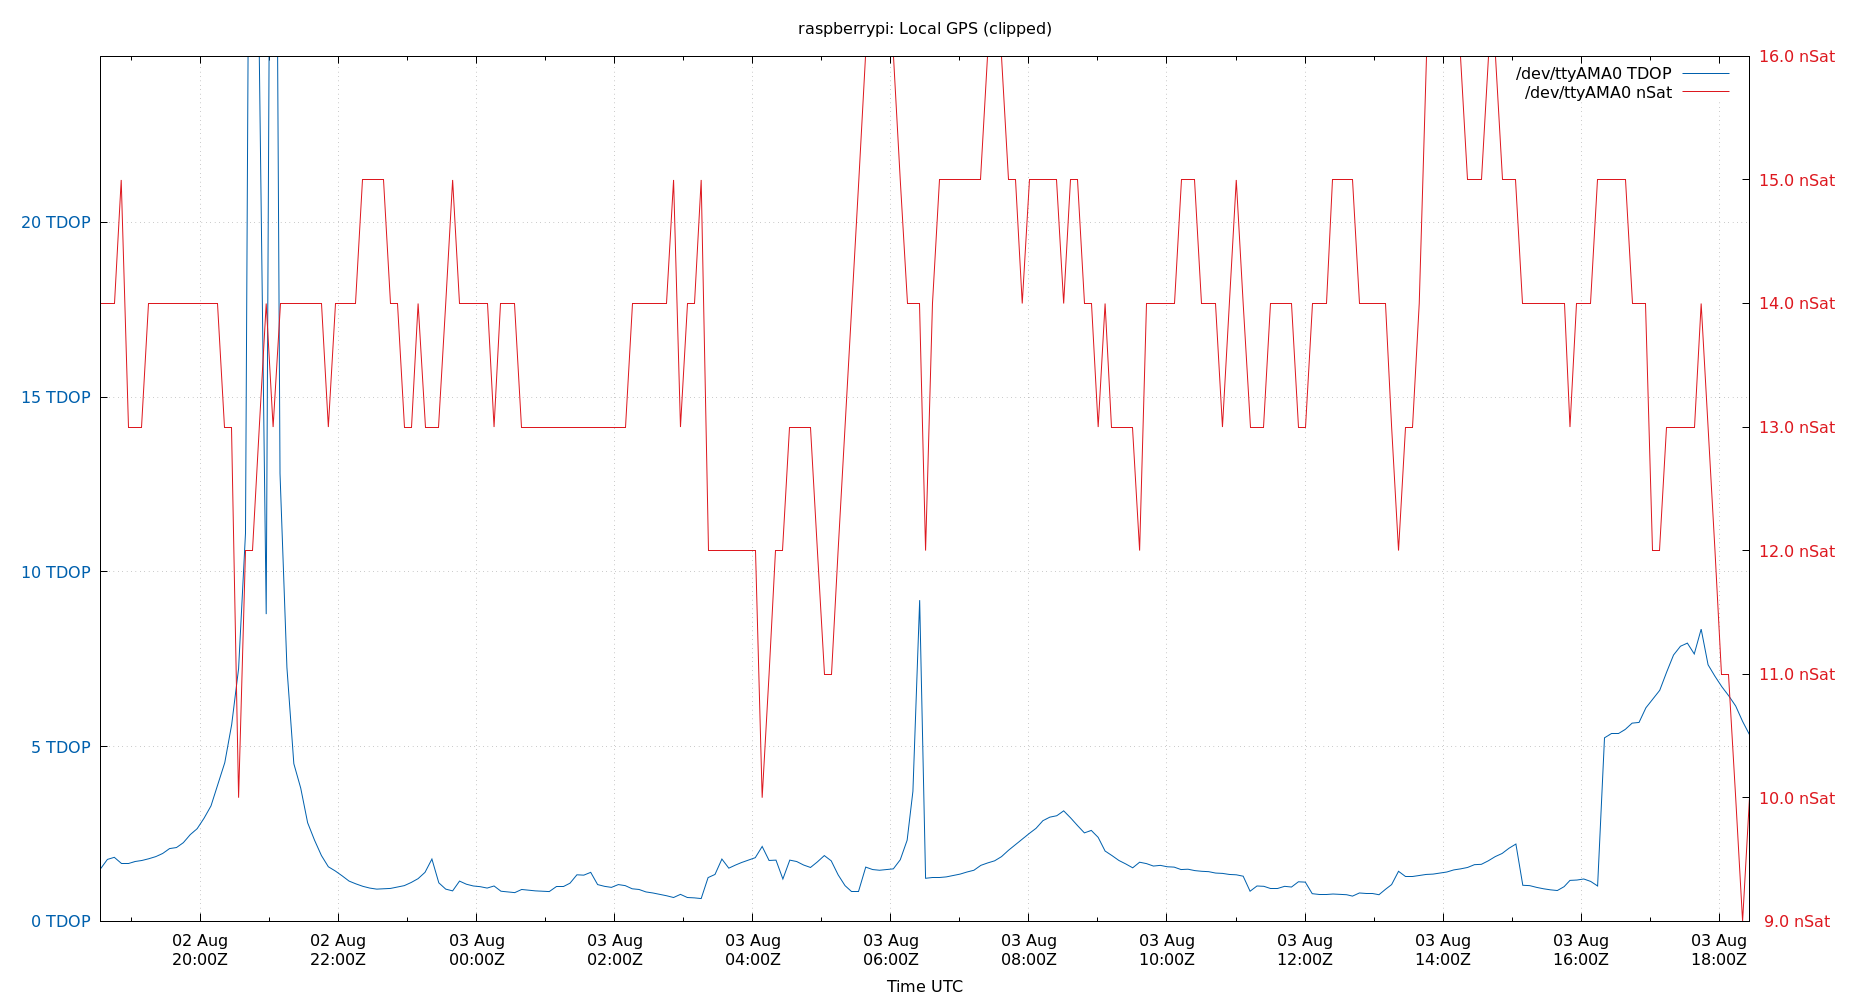 raspberrypi: Local GPS (clipped)
/dev/ttyAMA0 TDOP
/dev/ttyAMA0 nSat
20 TDOP
15 TDOP
10 TDOP
5 TDOP
0 TDOP
16.0 nSat
15.0 nSat
14.0 nSat
13.0 nSat
12.0 nSat
11.0 nSat
10.0 nSat
9.0 nSat
02 Aug
20:00Z
02 Aug
22:00Z
03 Aug
00:00Z
03 Aug
02:00Z
03 Aug
04:00Z
03 Aug
06:00Z
03 Aug
08:00Z
03 Aug
10:00Z
03 Aug
12:00Z
03 Aug
14:00Z
03 Aug
16:00Z
03 Aug
18:00Z
Time UTC